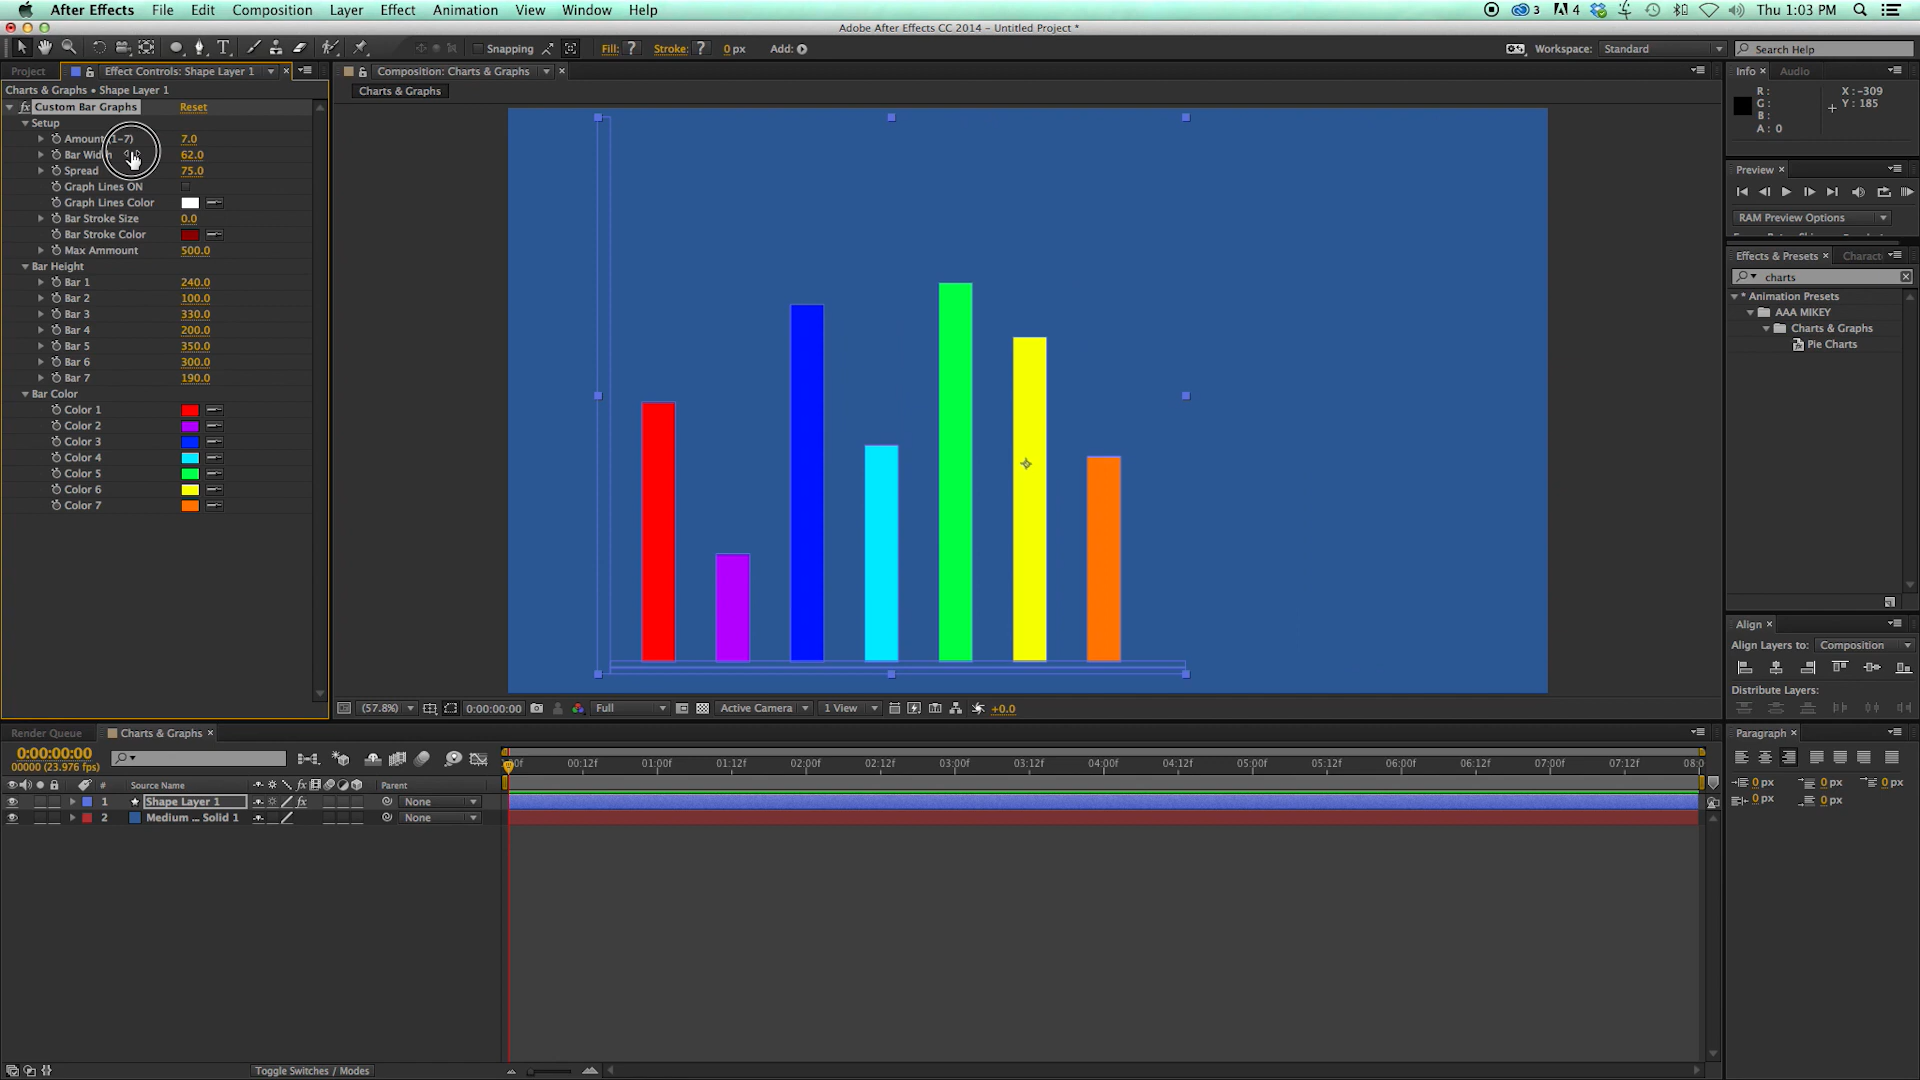 After Effects File Edit Composition Layer Effect Animation View Window Help 3 4 Thu 1:03 PM
Adobe After Effects CC 2014 - Untitled Project *
Snapping Fill: ? Stroke: ? 0 px Add: Workspace: Standard Search Help
Project Effect Controls: Shape Layer 1 Composition: Charts & Graphs Info Audio
Charts & Graphs • Shape Layer 1
Charts & Graphs
R: X: -309
G: Y: 185
B:
A: 0
fx Custom Bar Graphs Reset
Setup
Amount (1-7) 7.0
Bar Width 62.0
Spread 75.0
Graph Lines ON
Graph Lines Color
Bar Stroke Size 0.0
Bar Stroke Color
Max Ammount 500.0
Bar Height
Bar 1 240.0
Bar 2 100.0
Bar 3 330.0
Bar 4 200.0
Bar 5 350.0
Bar 6 300.0
Bar 7 190.0
Bar Color
Color 1
Color 2
Color 3
Color 4
Color 5
Color 6
Color 7
Preview
RAM Preview Options
Effects & Presets Charact
charts
* Animation Presets
AAA MIKEY
Charts & Graphs
Pie Charts
Align
Align Layers to: Composition
Distribute Layers:
(57.8%) 0:00:00:00 Full Active Camera 1 View +0.0
Render Queue Charts & Graphs
0:00:00:00
00000 (23.976 fps)
00:12f 01:00f 01:12f 02:00f 02:12f 03:00f 03:12f 04:00f 04:12f 05:00f 05:12f 06:00f 06:12f 07:00f 07:12f 08:0
# Source Name fx Parent
1 Shape Layer 1 fx None
2 Medium ... Solid 1 None
Toggle Switches / Modes
Paragraph
0 px 0 px 0 px
0 px 0 px